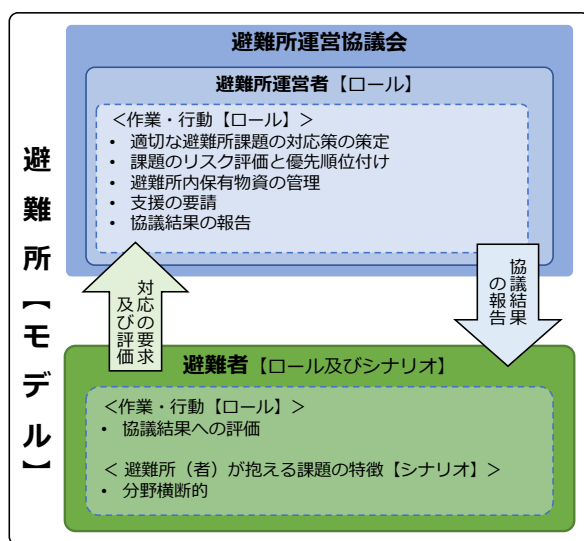 避難所【モデル】
避難所運営協議会
避難所運営者【ロール】
＜作業・行動【ロール】＞
• 適切な避難所課題の対応策の策定
• 課題のリスク評価と優先順位付け
• 避難所内保有物資の管理
• 支援の要請
• 協議結果の報告
対応の要求
及び評価
協議結果
の報告
避難者【ロール及びシナリオ】
＜作業・行動【ロール】＞
• 協議結果への評価
＜ 避難所（者）が抱える課題の特徴【シナリオ】＞
• 分野横断的